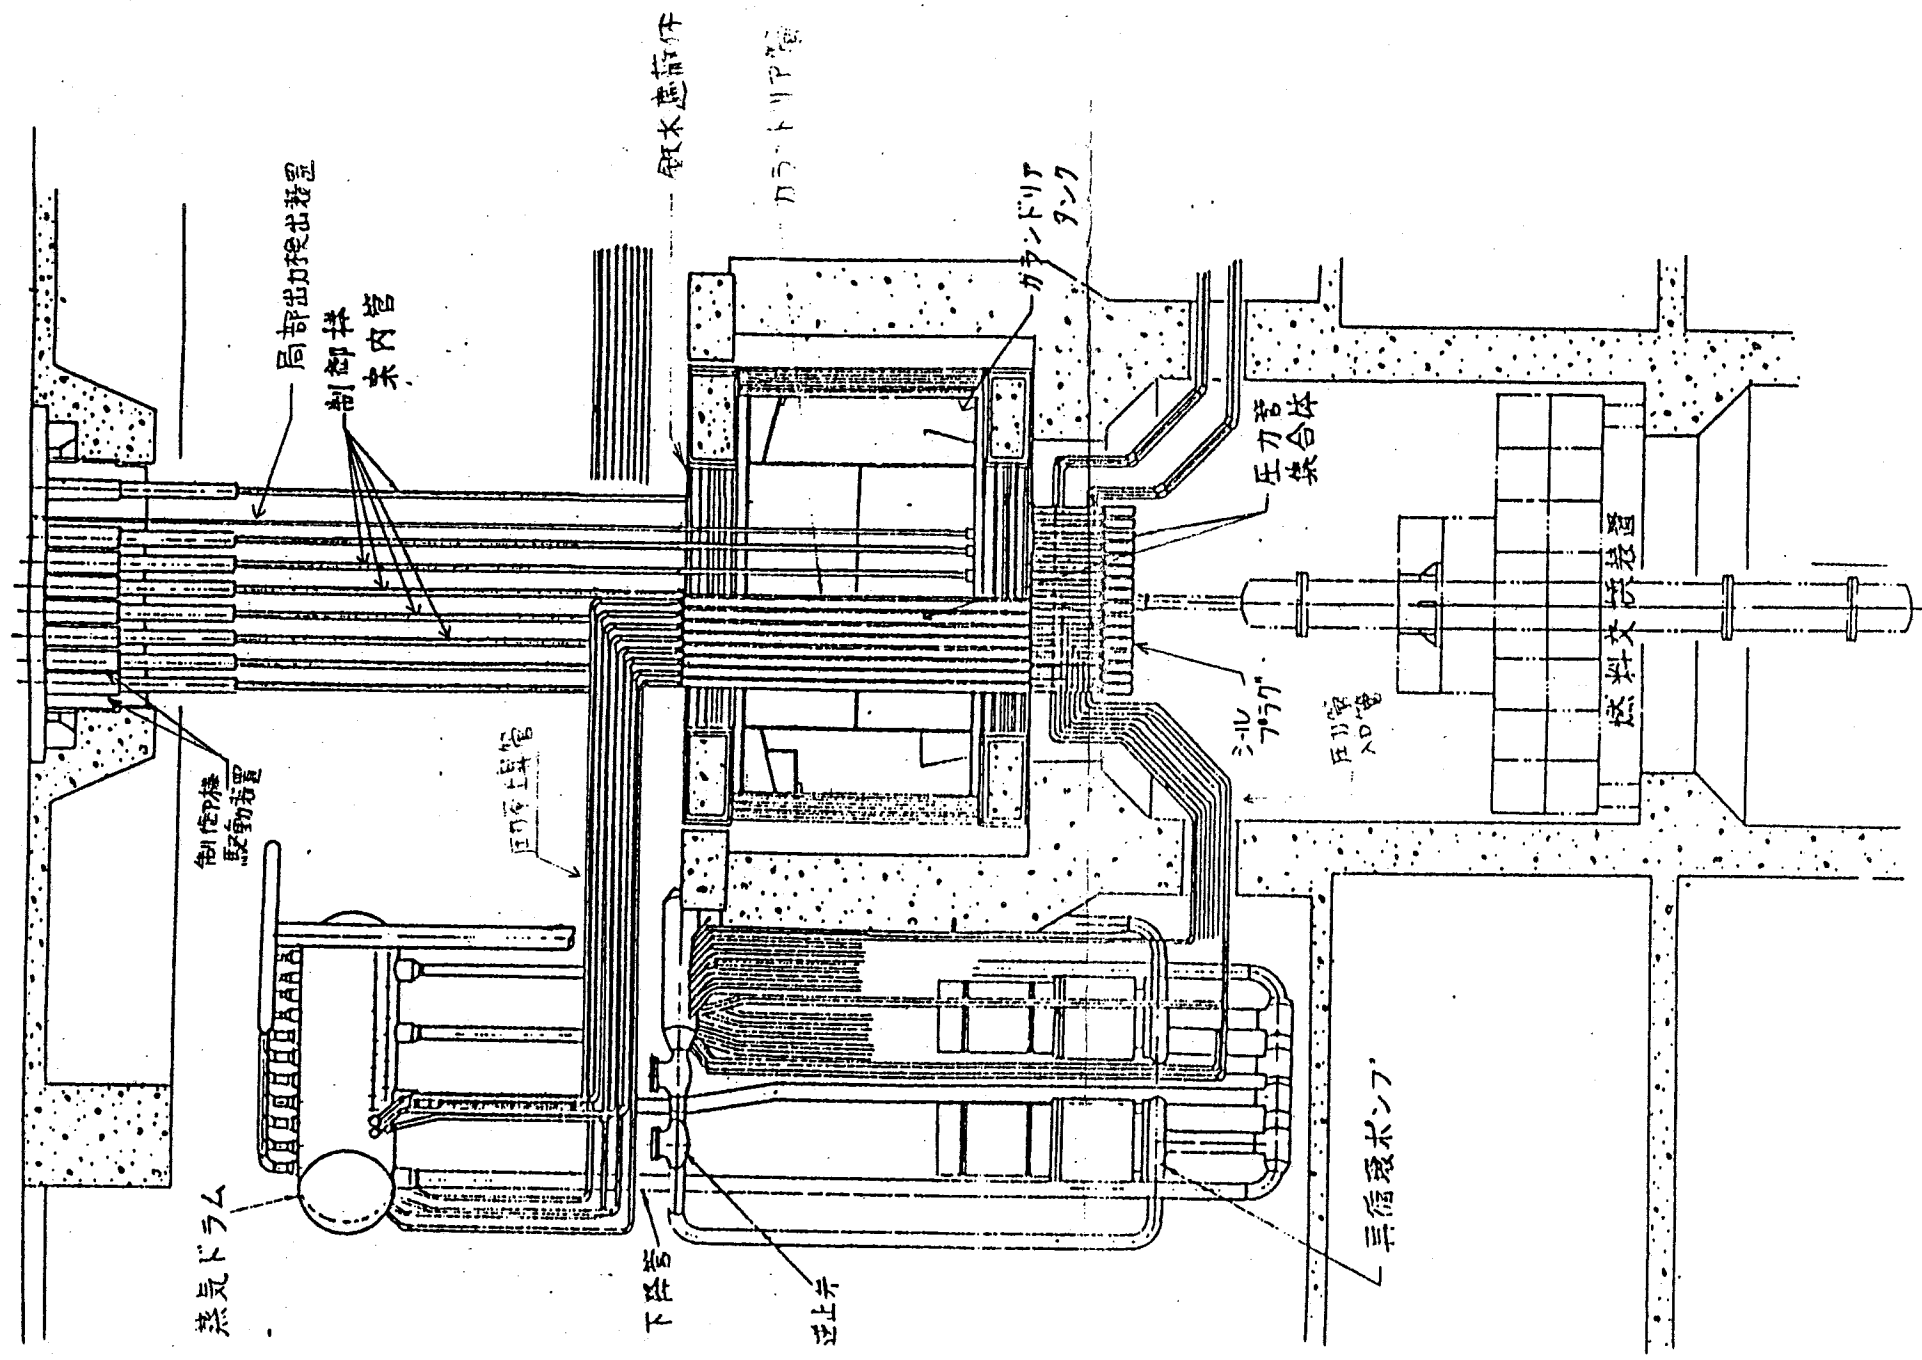 局部出力検出装置
制御棒
案内管
鉄水遮蔽体
カランドリア管
カランドリア
タンク
制御棒
駆動装置
圧力管上昇管
圧力管
集合体
シール
プラグ
圧力管
入口管
燃料交換装置
蒸気ドラム
下降管
逆止弁
再循環ポンプ